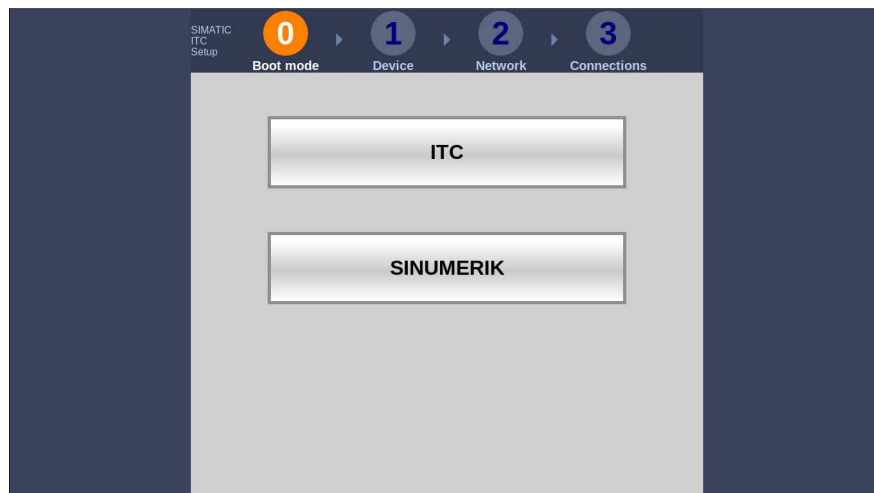 SIMATIC
ITC
Setup
0
1
2
3
Boot mode
Device
Network
Connections
ITC
SINUMERIK